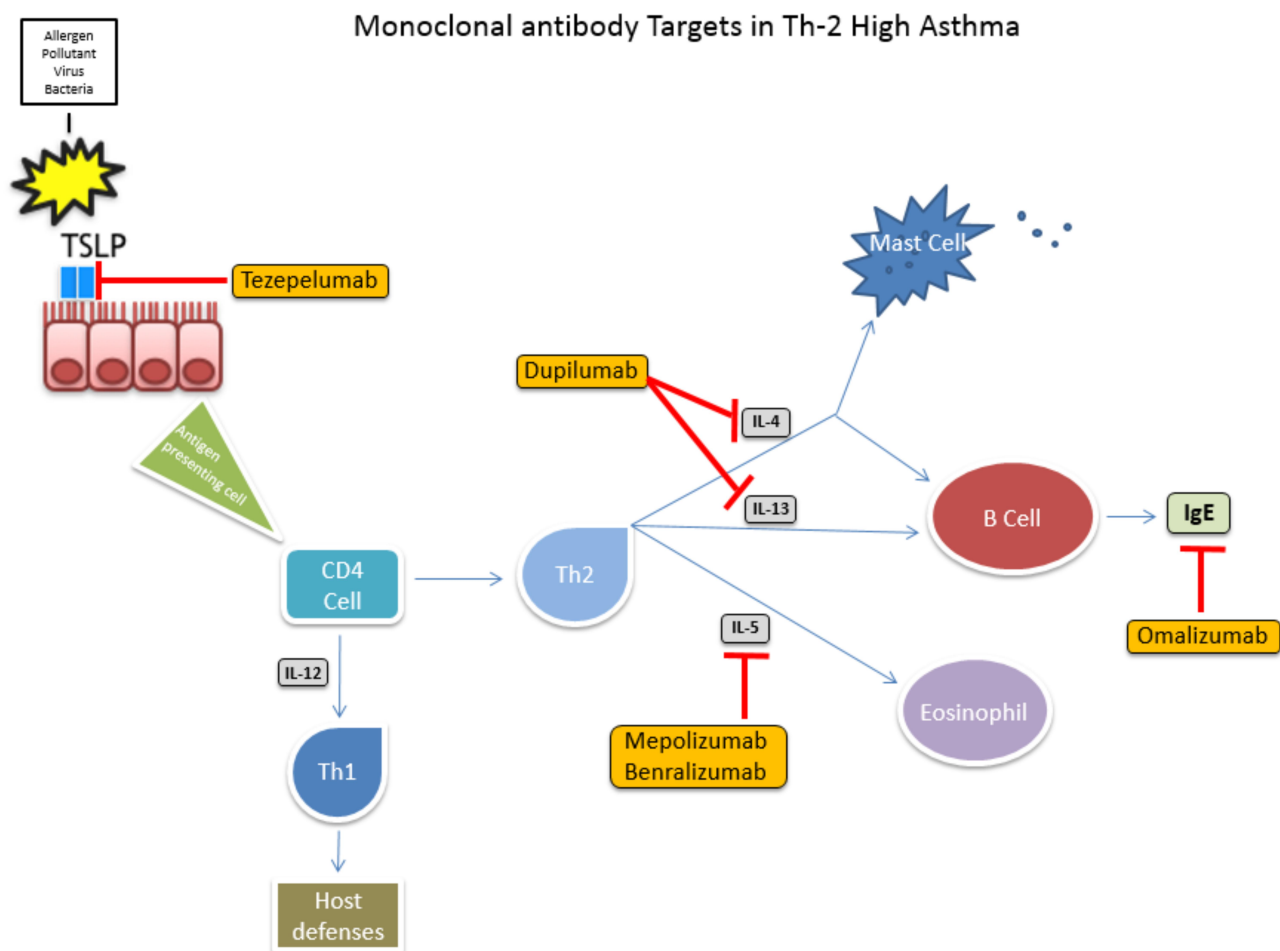 Monoclonal antibody Targets in Th-2 High Asthma
Allergen
Pollutant
Virus
Bacteria
TSLP
Tezepelumab
Mast Cell
Dupilumab
IL-4
Antigen
presenting cell
IL-13
B Cell
IgE
CD4
Cell
Th2
IL-5
Omalizumab
IL-12
Eosinophil
Mepolizumab
Benralizumab
Th1
Host
defenses